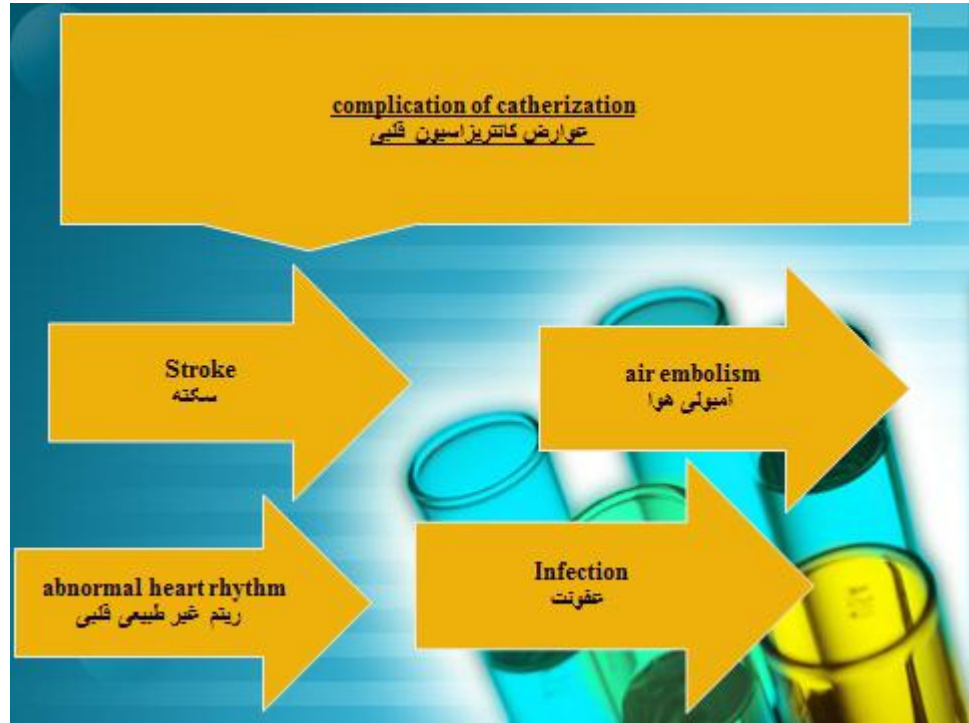 complication of catherization
عوارض کاتتریزاسیون قلبی
Stroke
سکته
air embolism
آمبولی هوا
abnormal heart rhythm
ریتم غیر طبیعی قلبی
Infection
عفونت